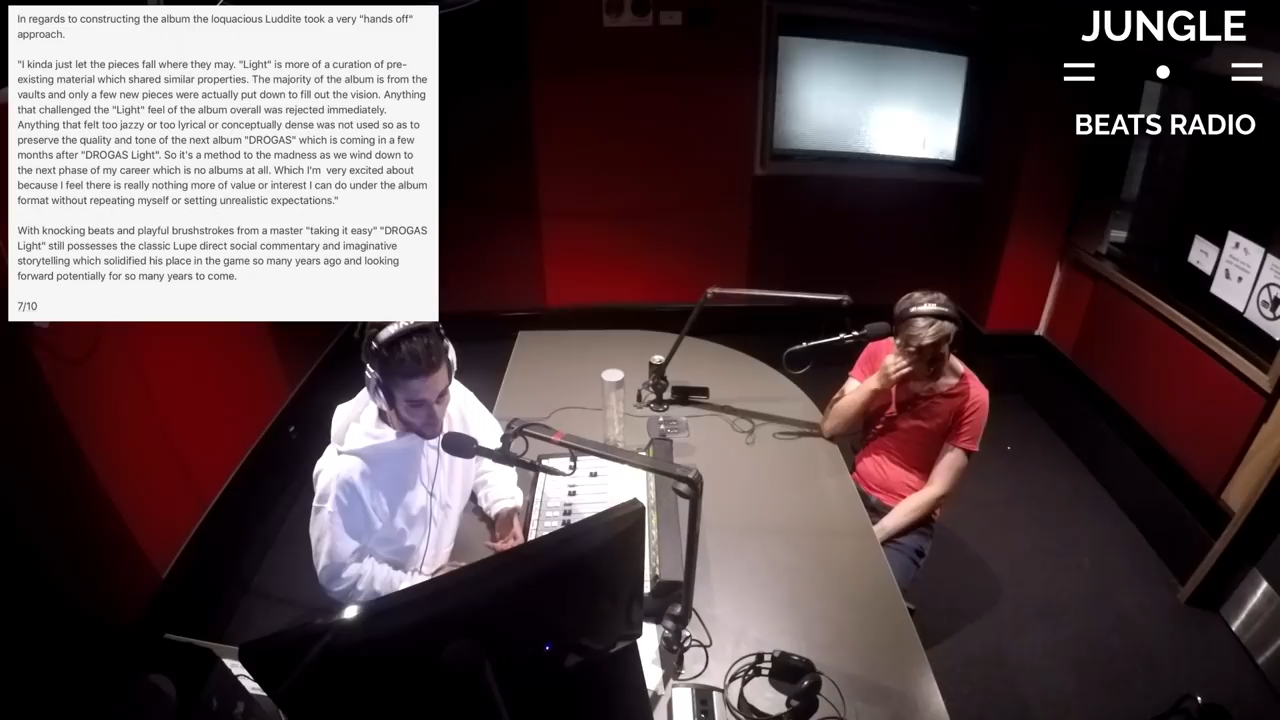 In regards to constructing the album the loquacious Luddite took a very "hands off"
approach.
"I kinda just let the pieces fall where they may. "Light" is more of a curation of pre-
existing material which shared similar properties. The majority of the album is from the
vaults and only a few new pieces were actually put down to fill out the vision. Anything
that challenged the "Light" feel of the album overall was rejected immediately.
Anything that felt too jazzy or too lyrical or conceptually dense was not used so as to
preserve the quality and tone of the next album "DROGAS" which is coming in a few
months after "DROGAS Light". So it's a method to the madness as we wind down to
the next phase of my career which is no albums at all. Which I'm  very excited about
because I feel there is really nothing more of value or interest I can do under the album
format without repeating myself or setting unrealistic expectations."
With knocking beats and playful brushstrokes from a master "taking it easy" "DROGAS
Light" still possesses the classic Lupe direct social commentary and imaginative
storytelling which solidified his place in the game so many years ago and looking
forward potentially for so many years to come.
7/10
JUNGLE
BEATS RADIO